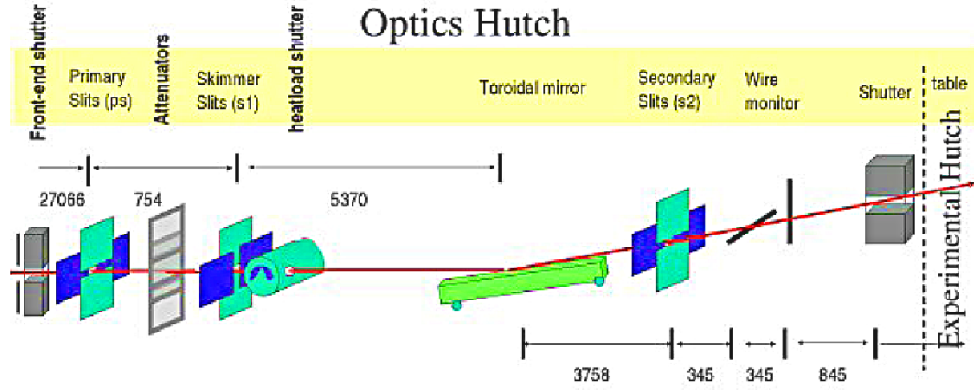 Optics Hutch
Front-end shutter
Primary
Slits (ps)
Attenuators
Skimmer
Slits (s1)
heatload shutter
Toroidal mirror
Secondary
Slits (s2)
Wire
monitor
Shutter
table
Experimental Hutch
27066
754
5370
3758
345
345
845